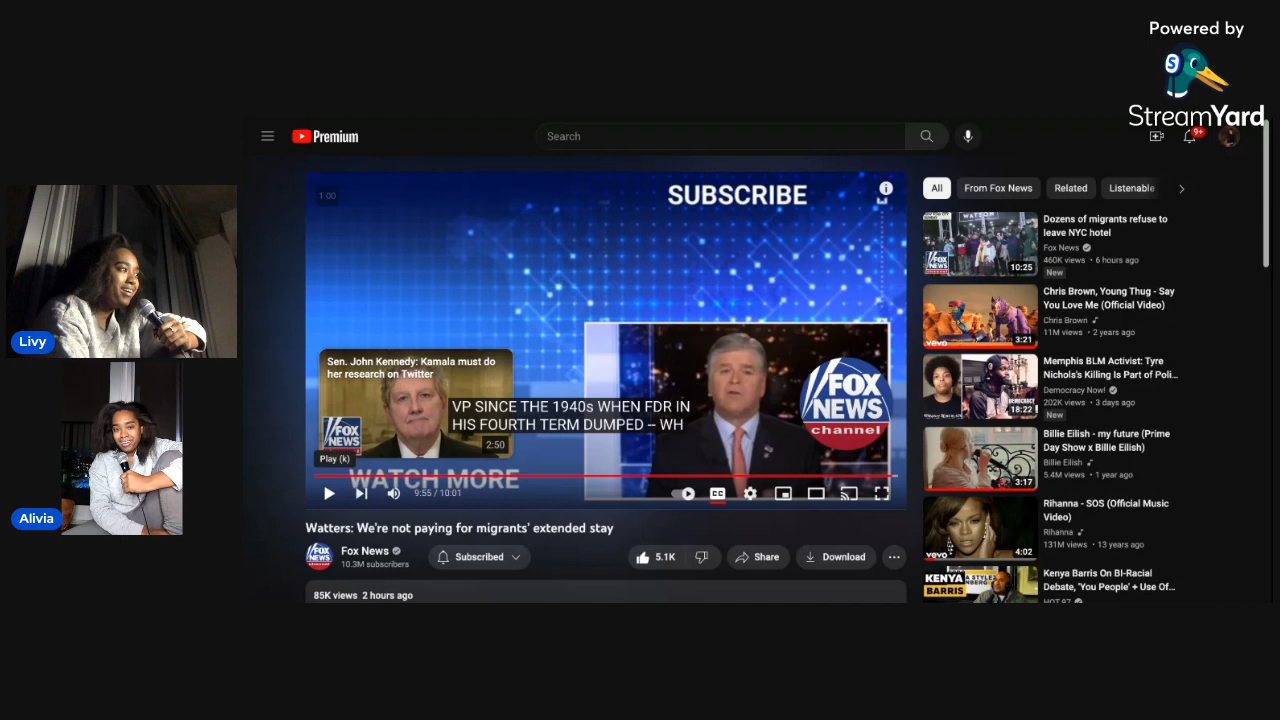 Powered by
StreamYard
Premium
Search
9+
1.00
SUBSCRIBE
Sen. John Kennedy: Kamala must do
her research on Twitter
VP SINCE THE 1940s WHEN FDR IN
HIS FOURTH TERM DUMPED – WH
FOX
NEWS
channel
FOX
NEWS
2:50
Play (k)
WATCH MORE
9:55 / 10:01
CC
Watters: We're not paying for migrants' extended stay
Fox News
10.3M subscribers
Subscribed
5.1K
Share
Download
85K views 2 hours ago
All
From Fox News
Related
Listenable
Dozens of migrants refuse to
leave NYC hotel
Fox News
460K views • 6 hours ago
New
10:25
Chris Brown, Young Thug - Say
You Love Me (Official Video)
Chris Brown
11M views • 2 years ago
vevo
3:21
Memphis BLM Activist: Tyre
Nichols's Killing Is Part of Poli...
Democracy Now!
202K views • 3 days ago
New
18:22
Billie Eilish - my future (Prime
Day Show x Billie Eilish)
Billie Eilish
5.4M views • 1 year ago
3:17
Rihanna - SOS (Official Music
Video)
Rihanna
131M views • 13 years ago
vevo
4:02
Kenya Barris On BI-Racial
Debate, 'You People' + Use Of...
HOT 97
KENYA
BARRIS
Livy
Alivia